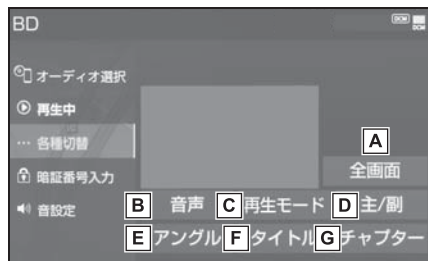 BD
オーディオ選択
再生中
… 各種切替
暗証番号入力
音設定
A
全画面
B 音声 C 再生モード D 主/副
E アングル F タイトル G チャプター